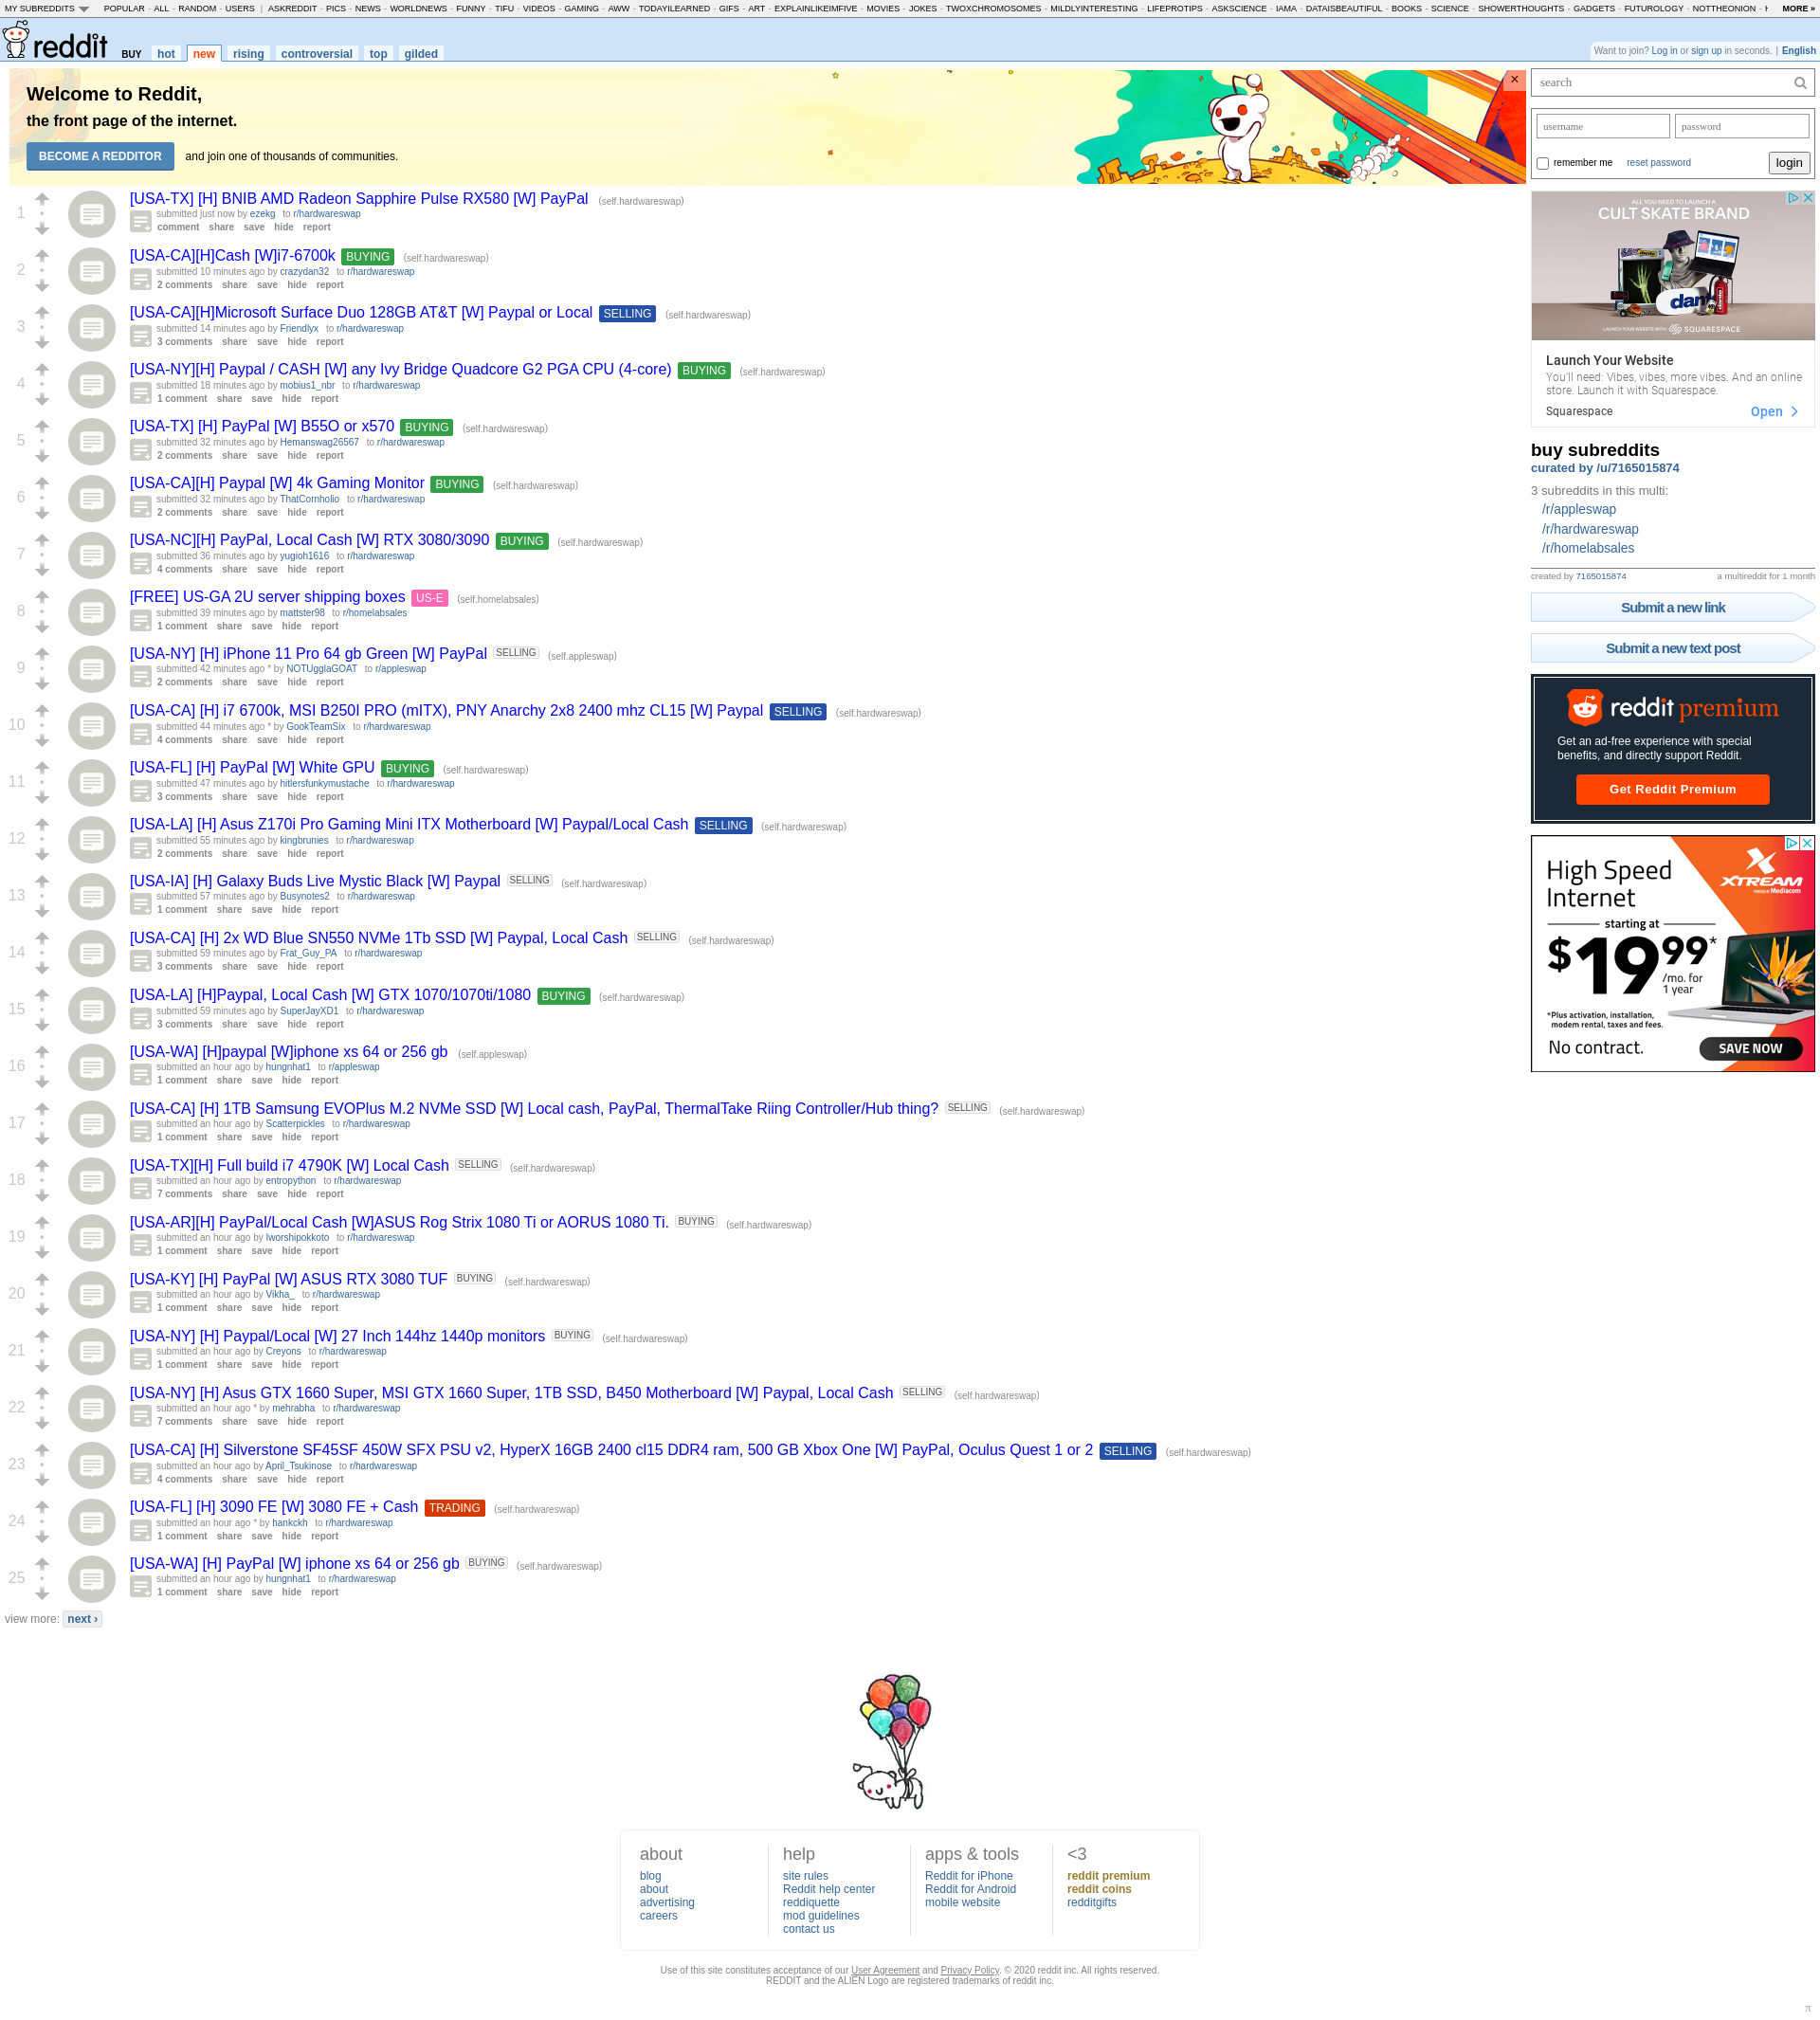 MY SUBREDDITS POPULAR - ALL - RANDOM - USERS | ASKREDDIT - PICS - NEWS - WORLDNEWS - FUNNY - TIFU - VIDEOS - GAMING - AWW - TODAYILEARNED - GIFS - ART - EXPLAINLIKEIMFIVE - MOVIES - JOKES - TWOXCHROMOSOMES - MILDLYINTERESTING - LIFEPROTIPS - ASKSCIENCE - IAMA - DATAISBEAUTIFUL - BOOKS - SCIENCE - SHOWERTHOUGHTS - GADGETS - FUTUROLOGY - NOTTHEONION - MORE »
reddit BUY hot new rising controversial top gilded
Want to join? Log in or sign up in seconds. | English
Welcome to Reddit,
the front page of the internet.
BECOME A REDDITOR and join one of thousands of communities.
1
[USA-TX] [H] BNIB AMD Radeon Sapphire Pulse RX580 [W] PayPal (self.hardwareswap)
submitted just now by ezekg to r/hardwareswap
comment share save hide report
2
[USA-CA][H]Cash [W]i7-6700k BUYING (self.hardwareswap)
submitted 10 minutes ago by crazydan32 to r/hardwareswap
2 comments share save hide report
3
[USA-CA][H]Microsoft Surface Duo 128GB AT&T [W] Paypal or Local SELLING (self.hardwareswap)
submitted 14 minutes ago by Friendlyx to r/hardwareswap
3 comments share save hide report
4
[USA-NY][H] Paypal / CASH [W] any Ivy Bridge Quadcore G2 PGA CPU (4-core) BUYING (self.hardwareswap)
submitted 18 minutes ago by mobius1_nbr to r/hardwareswap
1 comment share save hide report
5
[USA-TX] [H] PayPal [W] B55O or x570 BUYING (self.hardwareswap)
submitted 32 minutes ago by Hemanswag26567 to r/hardwareswap
2 comments share save hide report
6
[USA-CA][H] Paypal [W] 4k Gaming Monitor BUYING (self.hardwareswap)
submitted 32 minutes ago by ThatCornholio to r/hardwareswap
2 comments share save hide report
7
[USA-NC][H] PayPal, Local Cash [W] RTX 3080/3090 BUYING (self.hardwareswap)
submitted 36 minutes ago by yugioh1616 to r/hardwareswap
4 comments share save hide report
8
[FREE] US-GA 2U server shipping boxes US-E (self.homelabsales)
submitted 39 minutes ago by mattster98 to r/homelabsales
1 comment share save hide report
9
[USA-NY] [H] iPhone 11 Pro 64 gb Green [W] PayPal SELLING (self.appleswap)
submitted 42 minutes ago * by NOTUgglaGOAT to r/appleswap
2 comments share save hide report
10
[USA-CA] [H] i7 6700k, MSI B250I PRO (mITX), PNY Anarchy 2x8 2400 mhz CL15 [W] Paypal SELLING (self.hardwareswap)
submitted 44 minutes ago * by GookTeamSix to r/hardwareswap
4 comments share save hide report
11
[USA-FL] [H] PayPal [W] White GPU BUYING (self.hardwareswap)
submitted 47 minutes ago by hitlersfunkymustache to r/hardwareswap
3 comments share save hide report
12
[USA-LA] [H] Asus Z170i Pro Gaming Mini ITX Motherboard [W] Paypal/Local Cash SELLING (self.hardwareswap)
submitted 55 minutes ago by kingbrunies to r/hardwareswap
2 comments share save hide report
13
[USA-IA] [H] Galaxy Buds Live Mystic Black [W] Paypal SELLING (self.hardwareswap)
submitted 57 minutes ago by Busynotes2 to r/hardwareswap
1 comment share save hide report
14
[USA-CA] [H] 2x WD Blue SN550 NVMe 1Tb SSD [W] Paypal, Local Cash SELLING (self.hardwareswap)
submitted 59 minutes ago by Frat_Guy_PA to r/hardwareswap
3 comments share save hide report
15
[USA-LA] [H]Paypal, Local Cash [W] GTX 1070/1070ti/1080 BUYING (self.hardwareswap)
submitted 59 minutes ago by SuperJayXD1 to r/hardwareswap
3 comments share save hide report
16
[USA-WA] [H]paypal [W]iphone xs 64 or 256 gb (self.appleswap)
submitted an hour ago by hungnhat1 to r/appleswap
1 comment share save hide report
17
[USA-CA] [H] 1TB Samsung EVOPlus M.2 NVMe SSD [W] Local cash, PayPal, ThermalTake Riing Controller/Hub thing? SELLING (self.hardwareswap)
submitted an hour ago by Scatterpickles to r/hardwareswap
1 comment share save hide report
18
[USA-TX][H] Full build i7 4790K [W] Local Cash SELLING (self.hardwareswap)
submitted an hour ago by entropython to r/hardwareswap
7 comments share save hide report
19
[USA-AR][H] PayPal/Local Cash [W]ASUS Rog Strix 1080 Ti or AORUS 1080 Ti. BUYING (self.hardwareswap)
submitted an hour ago by Iworshipokkoto to r/hardwareswap
1 comment share save hide report
20
[USA-KY] [H] PayPal [W] ASUS RTX 3080 TUF BUYING (self.hardwareswap)
submitted an hour ago by Vikha_ to r/hardwareswap
1 comment share save hide report
21
[USA-NY] [H] Paypal/Local [W] 27 Inch 144hz 1440p monitors BUYING (self.hardwareswap)
submitted an hour ago by Creyons to r/hardwareswap
1 comment share save hide report
22
[USA-NY] [H] Asus GTX 1660 Super, MSI GTX 1660 Super, 1TB SSD, B450 Motherboard [W] Paypal, Local Cash SELLING (self.hardwareswap)
submitted an hour ago * by mehrabha to r/hardwareswap
7 comments share save hide report
23
[USA-CA] [H] Silverstone SF45SF 450W SFX PSU v2, HyperX 16GB 2400 cl15 DDR4 ram, 500 GB Xbox One [W] PayPal, Oculus Quest 1 or 2 SELLING (self.hardwareswap)
submitted an hour ago by April_Tsukinose to r/hardwareswap
4 comments share save hide report
24
[USA-FL] [H] 3090 FE [W] 3080 FE + Cash TRADING (self.hardwareswap)
submitted an hour ago * by hankckh to r/hardwareswap
1 comment share save hide report
25
[USA-WA] [H] PayPal [W] iphone xs 64 or 256 gb BUYING (self.hardwareswap)
submitted an hour ago by hungnhat1 to r/hardwareswap
1 comment share save hide report
view more: next ›
search
username password
remember me reset password login
ALL YOU NEED TO LAUNCH A
CULT SKATE BRAND
dam
LAUNCH YOUR WEBSITE WITH SQUARESPACE
Launch Your Website
You'll need: Vibes, vibes, more vibes. And an online
store. Launch it with Squarespace.
Squarespace Open
buy subreddits
curated by /u/7165015874
3 subreddits in this multi:
/r/appleswap
/r/hardwareswap
/r/homelabsales
created by 7165015874 a multireddit for 1 month
Submit a new link
Submit a new text post
reddit premium
Get an ad-free experience with special
benefits, and directly support Reddit.
Get Reddit Premium
High Speed
Internet
XTREAM
Mediacom
starting at
$19 99*
/mo. for
1 year
*Plus activation, installation,
modem rental, taxes and fees.
No contract. SAVE NOW
about
blog
about
advertising
careers
help
site rules
Reddit help center
reddiquette
mod guidelines
contact us
apps & tools
Reddit for iPhone
Reddit for Android
mobile website
<3
reddit premium
reddit coins
redditgifts
Use of this site constitutes acceptance of our User Agreement and Privacy Policy. © 2020 reddit inc. All rights reserved.
REDDIT and the ALIEN Logo are registered trademarks of reddit inc.
π